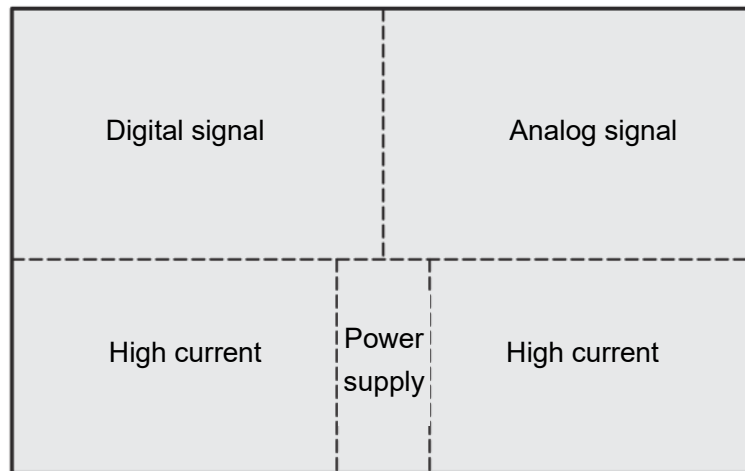 Digital signal
Analog signal
High current
Power
supply
High current